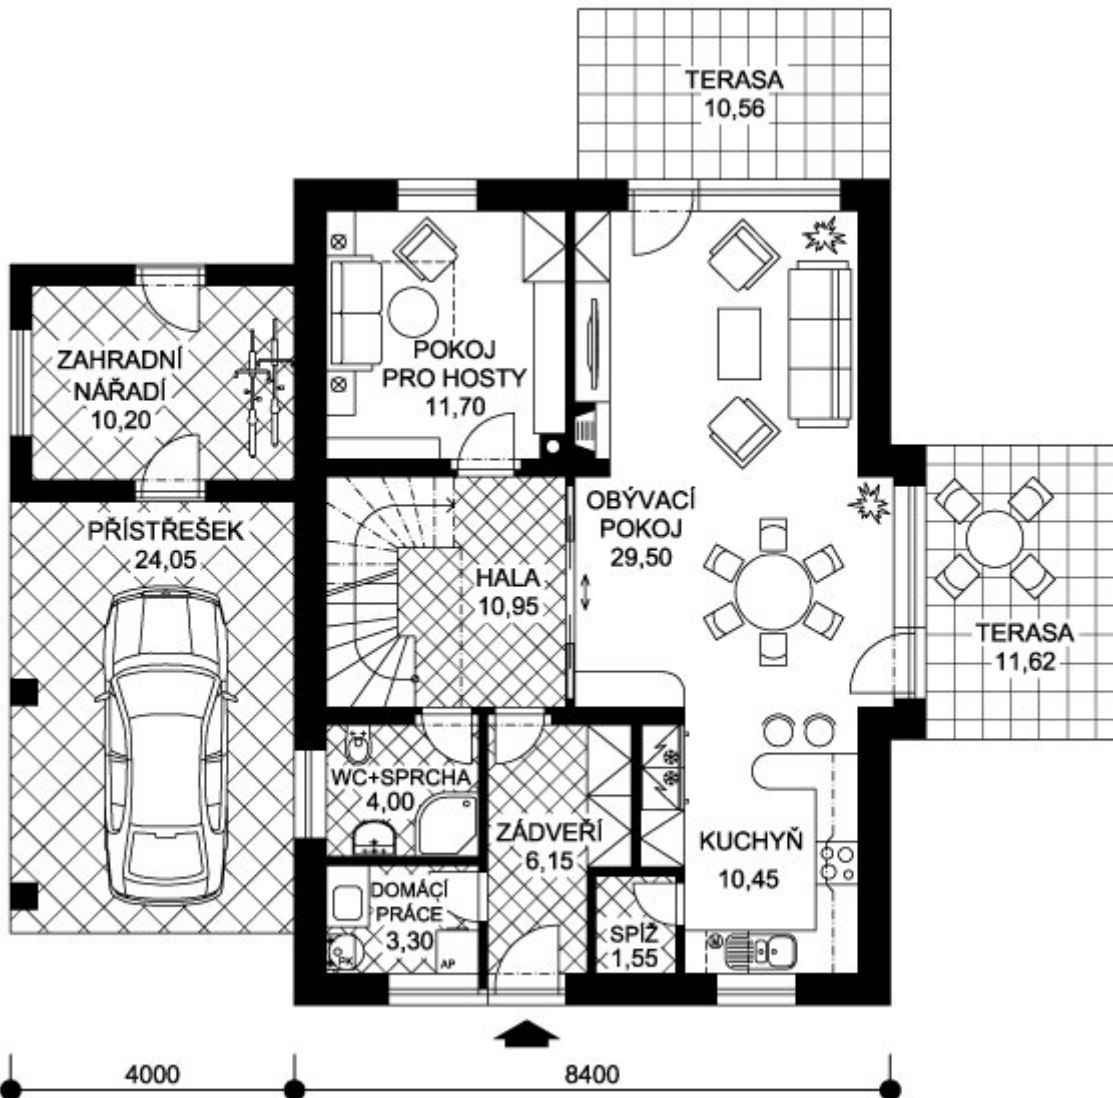 TERASA
10,56
ZAHRADNÍ
NÁŘADÍ
10,20
POKOJ
PRO HOSTY
11,70
PŘÍSTŘEŠEK
24,05
HALA
10,95
OBÝVACÍ
POKOJ
29,50
TERASA
11,62
WC+SPRCHA
4,00
ZÁDVEŘÍ
6,15
KUCHYŇ
10,45
DOMÁCÍ
PRÁCE
3,30
PK
AP
SPÍŽ
1,55
4000
8400